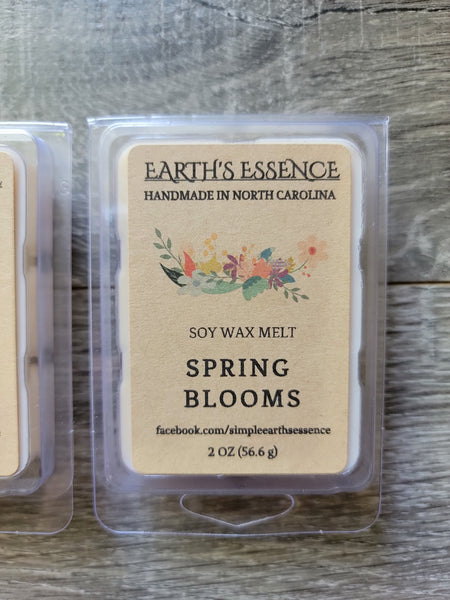 EARTH'S ESSENCE
HANDMADE IN NORTH CAROLINA
SOY WAX MELT
SPRING
BLOOMS
facebook.com/simpleearthsessence
2 OZ (56.6 g)